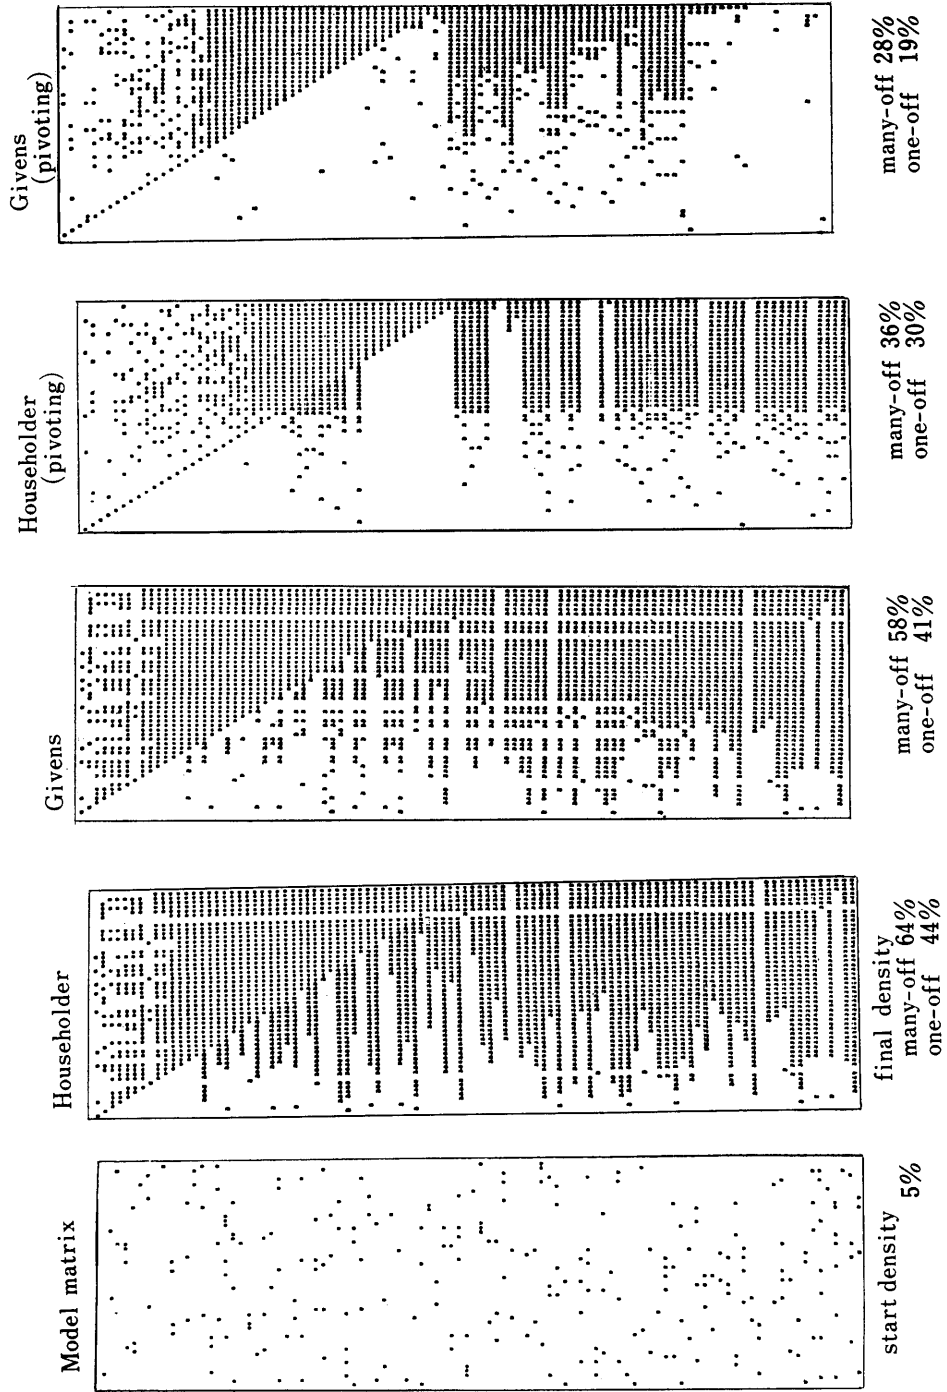 Model matrix
start density
5%
Householder
final density
many-off 64%
one-off 44%
Givens
many-off 58%
one-off 41%
Householder
(pivoting)
many-off 36%
one-off 30%
Givens
(pivoting)
many-off 28%
one-off 19%